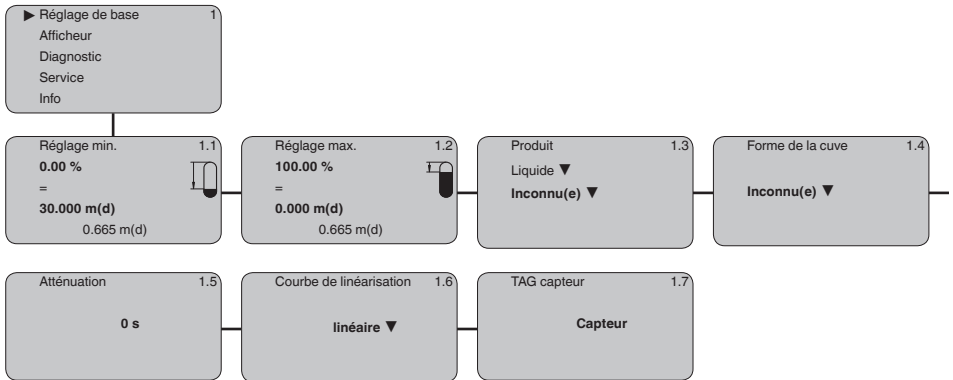 ▶ Réglage de base 1
Afficheur
Diagnostic
Service
Info
Réglage min. 1.1
0.00 %
=
30.000 m(d)
0.665 m(d)
Réglage max. 1.2
100.00 %
=
0.000 m(d)
0.665 m(d)
Produit 1.3
Liquide ▼
Inconnu(e) ▼
Forme de la cuve 1.4
Inconnu(e) ▼
Atténuation 1.5
0 s
Courbe de linéarisation 1.6
linéaire ▼
TAG capteur 1.7
Capteur